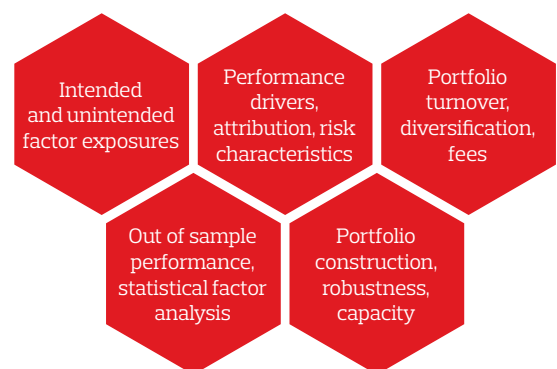 Intended
and unintended
factor exposures
Performance
drivers,
attribution, risk
characteristics
Portfolio
turnover,
diversification,
fees
Out of sample
performance,
statistical factor
analysis
Portfolio
construction,
robustness,
capacity